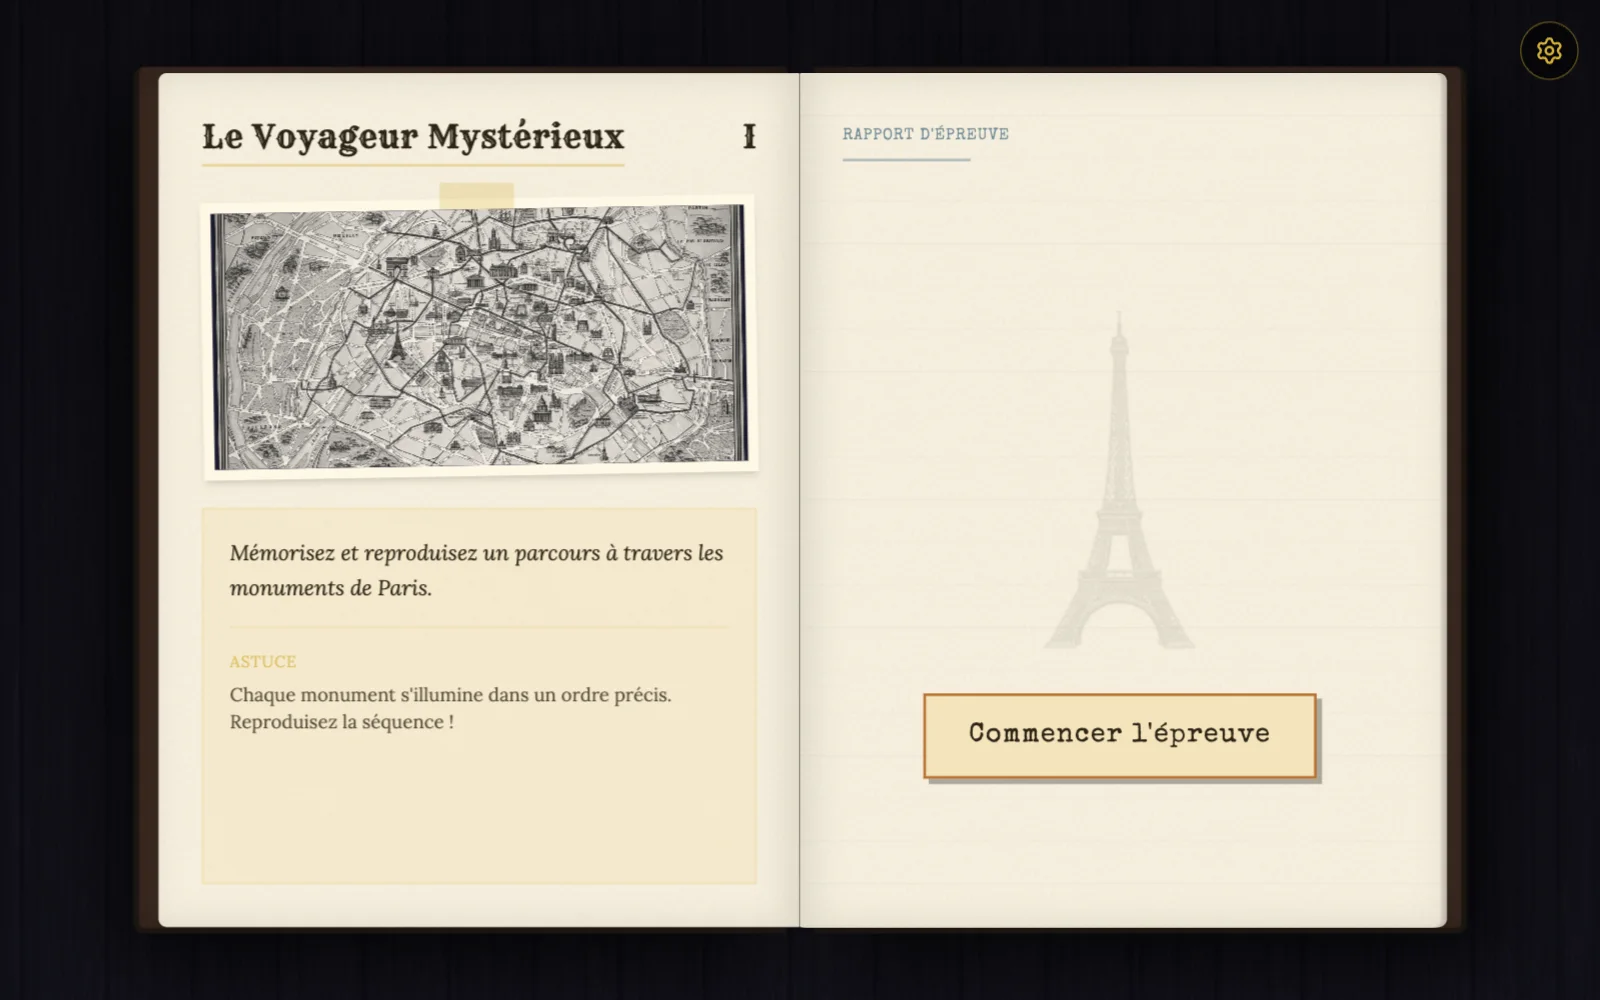 Le Voyageur Mystérieux
I
Mémorisez et reproduisez un parcours à travers les
monuments de Paris.
ASTUCE
Chaque monument s'illumine dans un ordre précis.
Reproduisez la séquence !
RAPPORT D'ÉPREUVE
Commencer l'épreuve